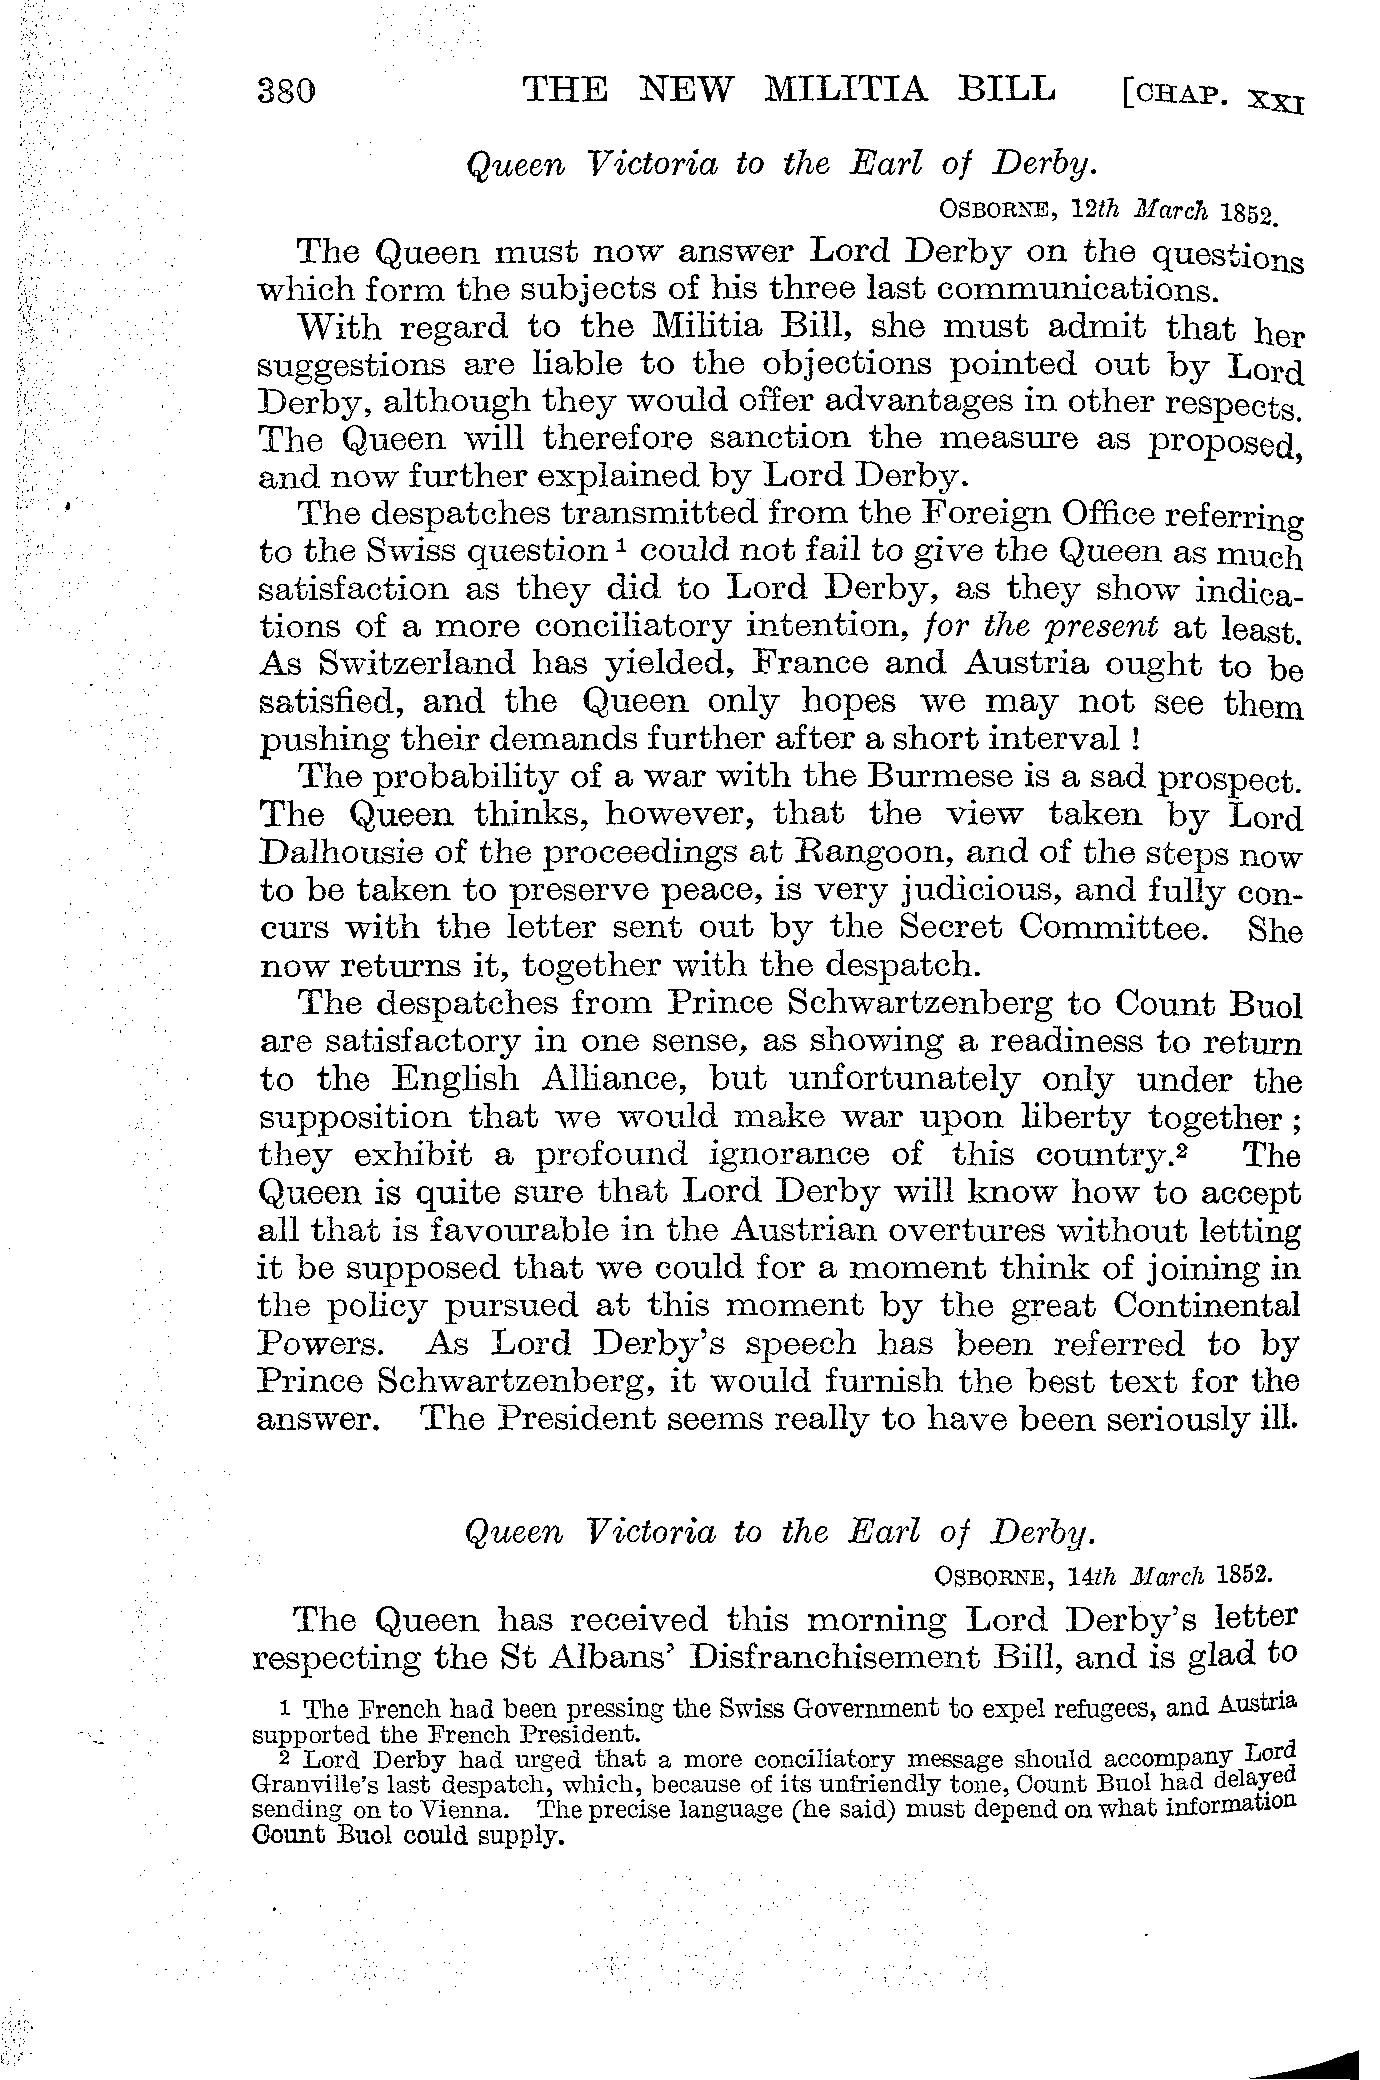 380 THE NEW MILITIA BILL [CHAP. XXI
Queen Victoria to the Earl of Derby.
OSBORNE, 12th March 1852.
The Queen must now answer Lord Derby on the questions
which form the subjects of his three last communications.
With regard to the Militia Bill, she must admit that her
suggestions are liable to the objections pointed out by Lord
Derby, although they would offer advantages in other respects.
The Queen will therefore sanction the measure as proposed,
and now further explained by Lord Derby.
The despatches transmitted from the Foreign Office referring
to the Swiss question ¹ could not fail to give the Queen as much
satisfaction as they did to Lord Derby, as they show indica-
tions of a more conciliatory intention, for the present at least.
As Switzerland has yielded, France and Austria ought to be
satisfied, and the Queen only hopes we may not see them
pushing their demands further after a short interval !
The probability of a war with the Burmese is a sad prospect.
The Queen thinks, however, that the view taken by Lord
Dalhousie of the proceedings at Rangoon, and of the steps now
to be taken to preserve peace, is very judicious, and fully con-
curs with the letter sent out by the Secret Committee. She
now returns it, together with the despatch.
The despatches from Prince Schwartzenberg to Count Buol
are satisfactory in one sense, as showing a readiness to return
to the English Alliance, but unfortunately only under the
supposition that we would make war upon liberty together ;
they exhibit a profound ignorance of this country.² The
Queen is quite sure that Lord Derby will know how to accept
all that is favourable in the Austrian overtures without letting
it be supposed that we could for a moment think of joining in
the policy pursued at this moment by the great Continental
Powers. As Lord Derby's speech has been referred to by
Prince Schwartzenberg, it would furnish the best text for the
answer. The President seems really to have been seriously ill.
Queen Victoria to the Earl of Derby.
OSBORNE, 14th March 1852.
The Queen has received this morning Lord Derby's letter
respecting the St Albans' Disfranchisement Bill, and is glad to
1 The French had been pressing the Swiss Government to expel refugees, and Austria
supported the French President.
2 Lord Derby had urged that a more conciliatory message should accompany Lord
Granville's last despatch, which, because of its unfriendly tone, Count Buol had delayed
sending on to Vienna. The precise language (he said) must depend on what information
Count Buol could supply.